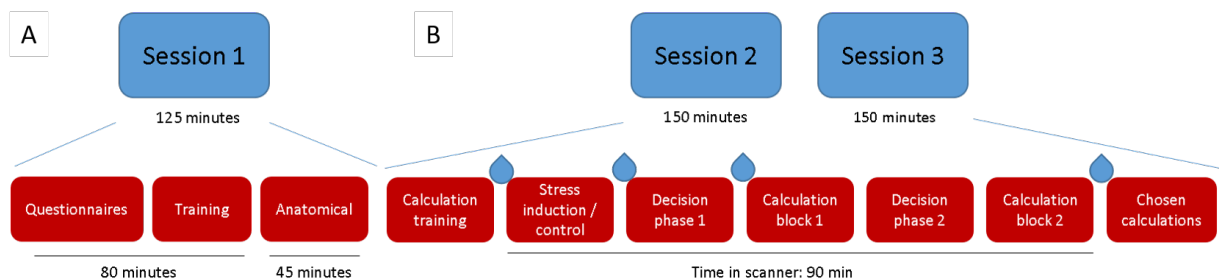 A
Session 1
125 minutes
Questionnaires
Training
Anatomical
80 minutes
45 minutes
B
Session 2
Session 3
150 minutes
150 minutes
Calculation
training
Stress
induction /
control
Decision
phase 1
Calculation
block 1
Decision
phase 2
Calculation
block 2
Chosen
calculations
Time in scanner: 90 min